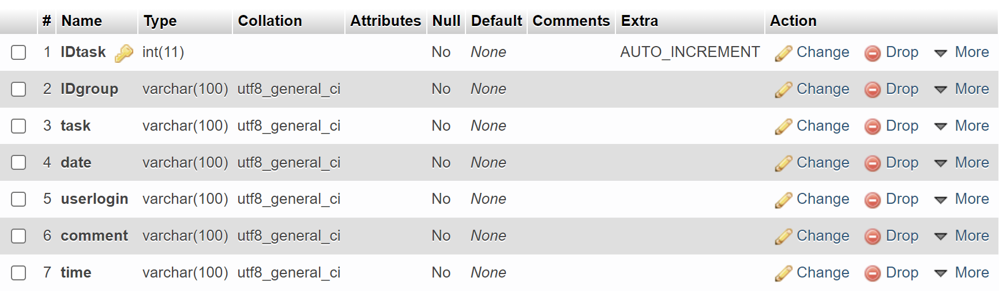 # Name Type Collation Attributes Null Default Comments Extra Action
1 IDtask int(11) No None AUTO_INCREMENT Change Drop More
2 IDgroup varchar(100) utf8_general_ci No None Change Drop More
3 task varchar(100) utf8_general_ci No None Change Drop More
4 date varchar(100) utf8_general_ci No None Change Drop More
5 userlogin varchar(100) utf8_general_ci No None Change Drop More
6 comment varchar(100) utf8_general_ci No None Change Drop More
7 time varchar(100) utf8_general_ci No None Change Drop More